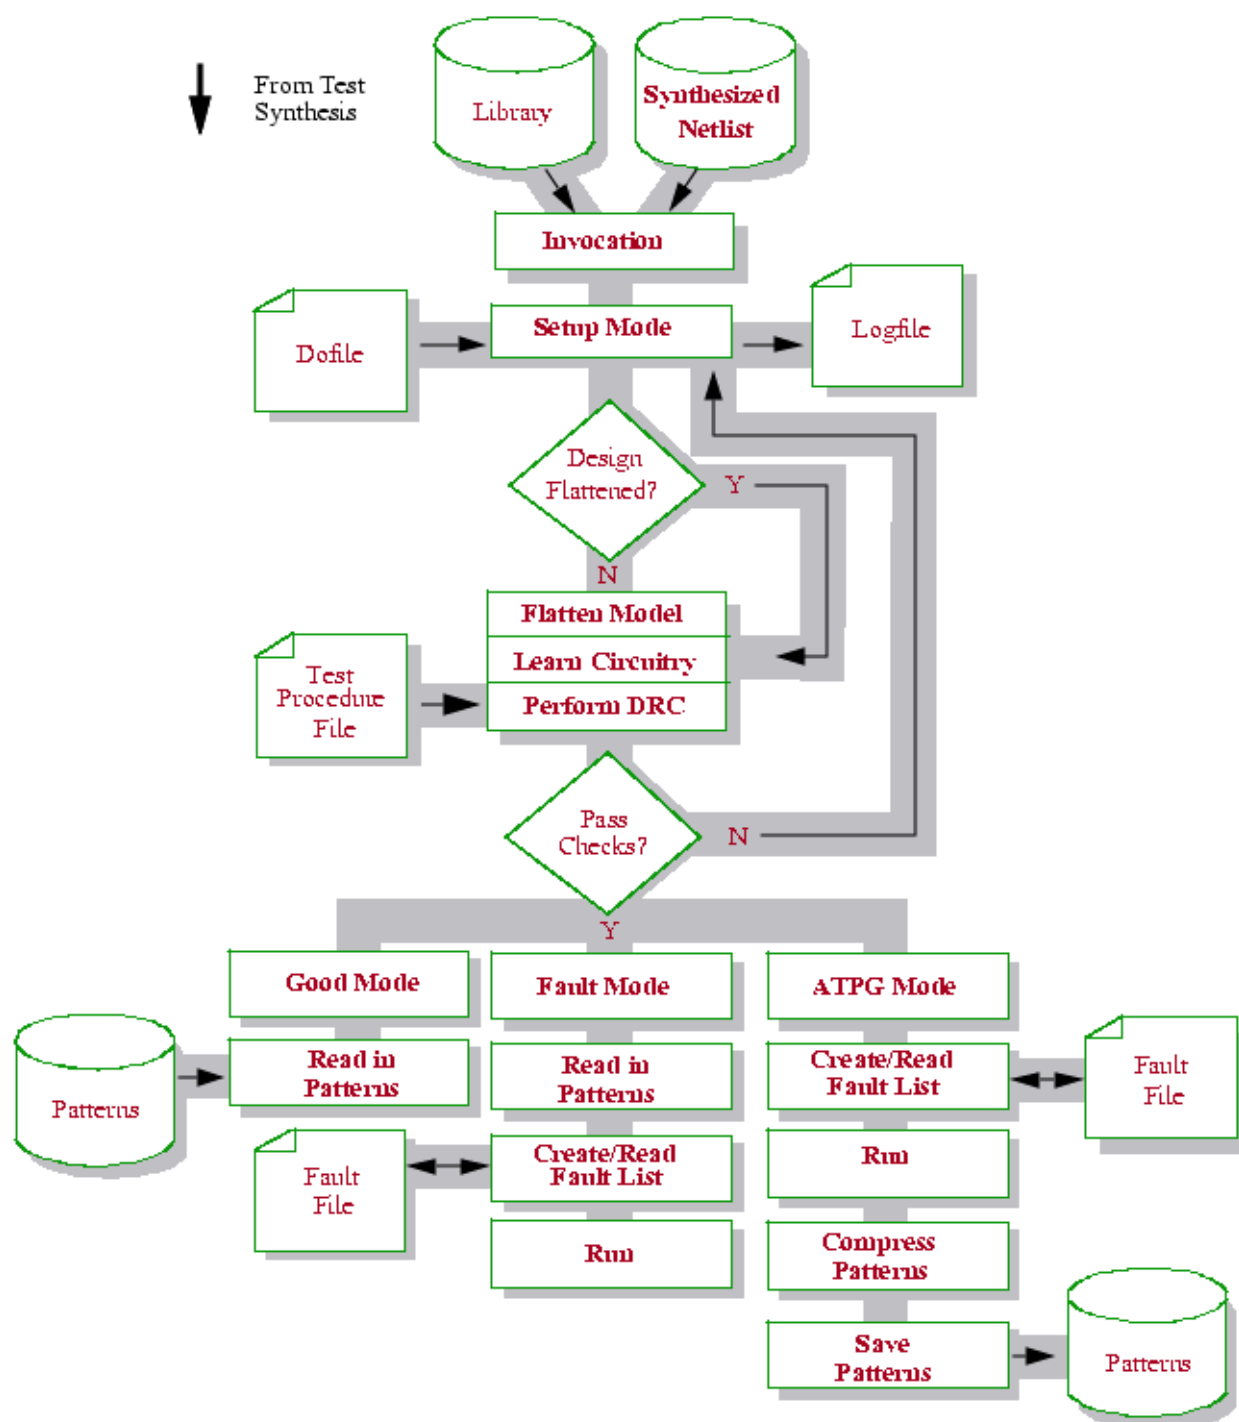 From Test
Synthesis
Library
Synthesized
Netlist
Invocation
Dofile
Setup Mode
Logfile
Design
Flattened?
Y
N
Flatten Model
Learn Circuitry
Perform DRC
Test
Procedure
File
Pass
Checks?
N
Y
Good Mode
Fault Mode
ATPG Mode
Patterns
Read in
Patterns
Read in
Patterns
Create/Read
Fault List
Fault
File
Fault
File
Create/Read
Fault List
Run
Run
Compress
Patterns
Save
Patterns
Patterns